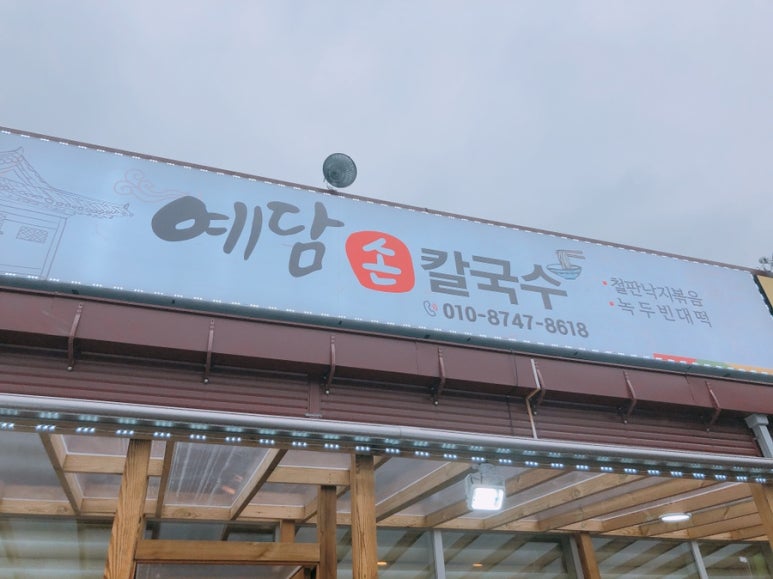 예담 손 칼국수
010-8747-8618
· 철판낙지볶음
· 녹두빈대떡